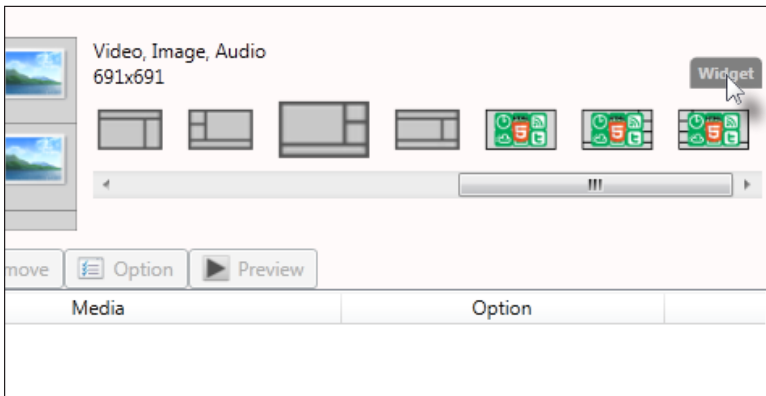 Video, Image, Audio
691x691
Widget
move
Option
Preview
Media
Option